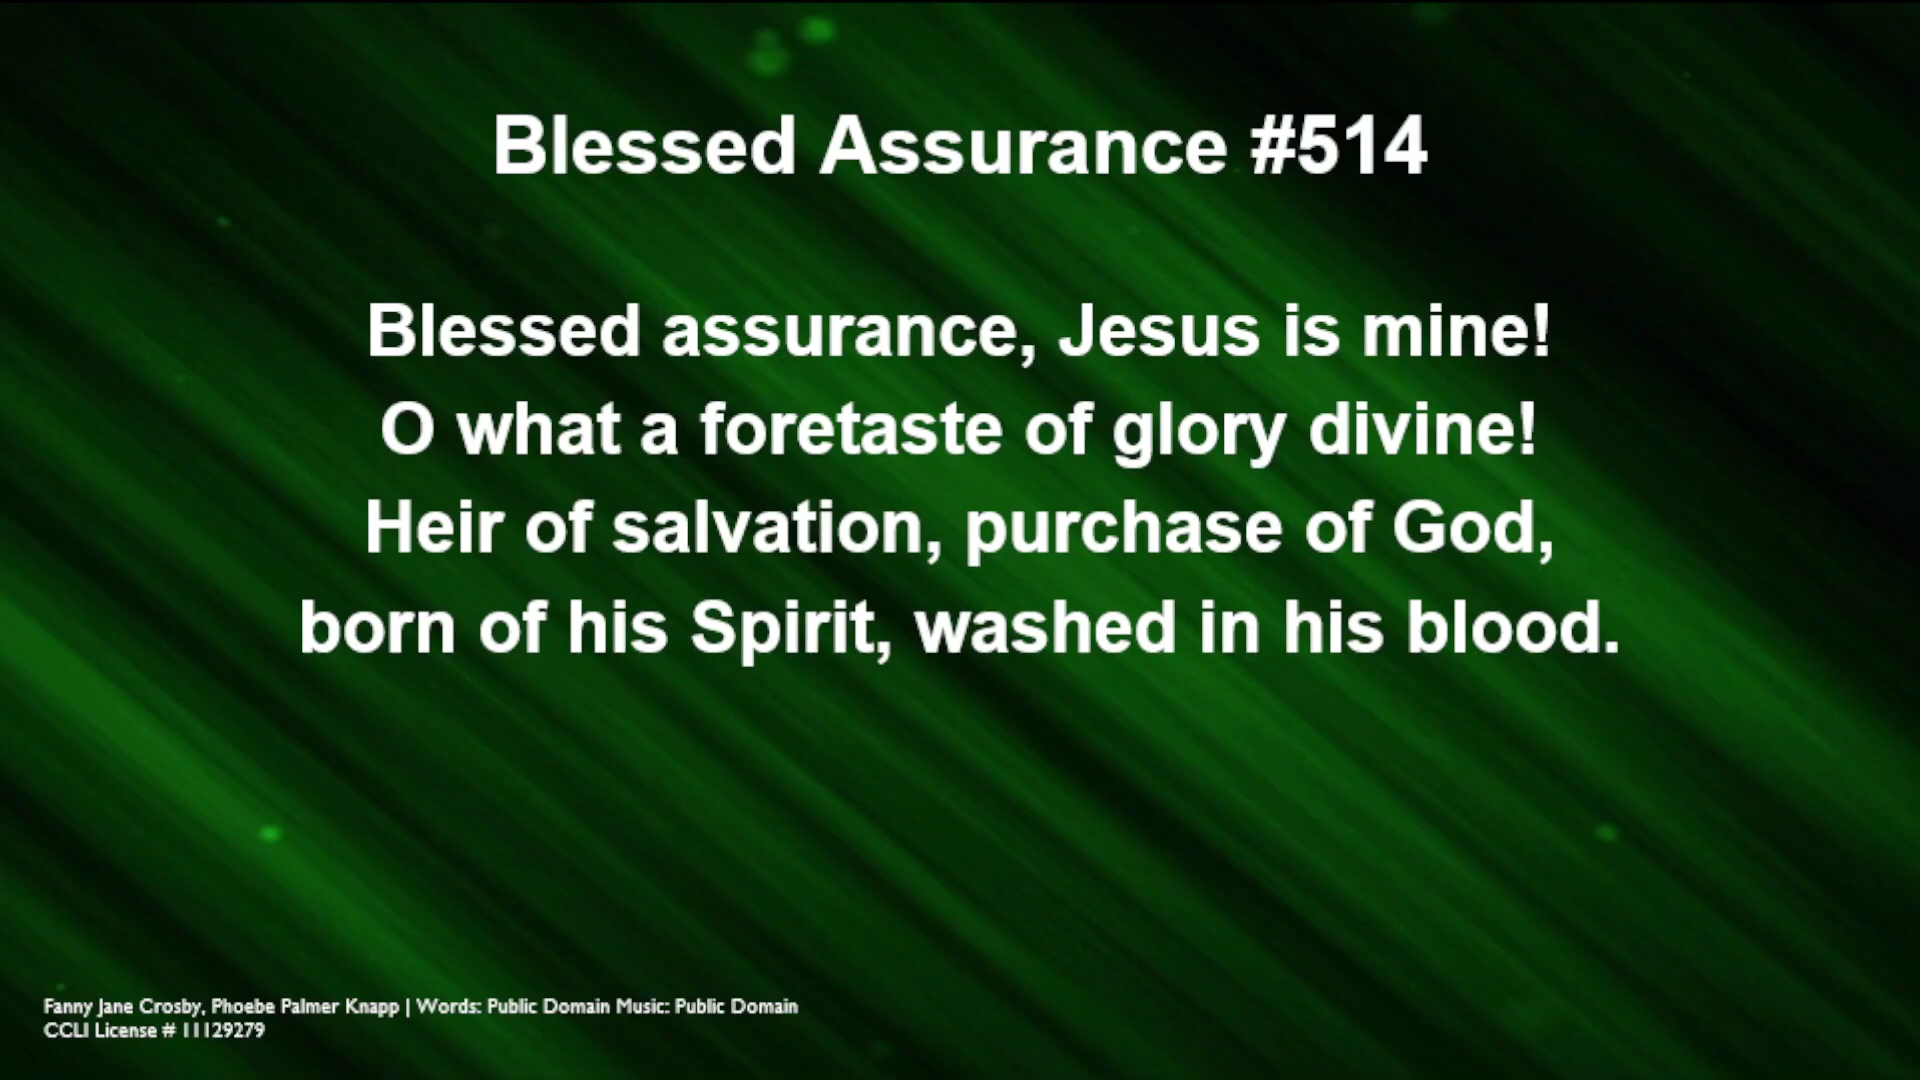 Blessed Assurance #514
Blessed assurance, Jesus is mine!
O what a foretaste of glory divine!
Heir of salvation, purchase of God,
born of his Spirit, washed in his blood.
Fanny Jane Crosby, Phoebe Palmer Knapp | Words: Public Domain Music: Public Domain
CCLI License # 11129279